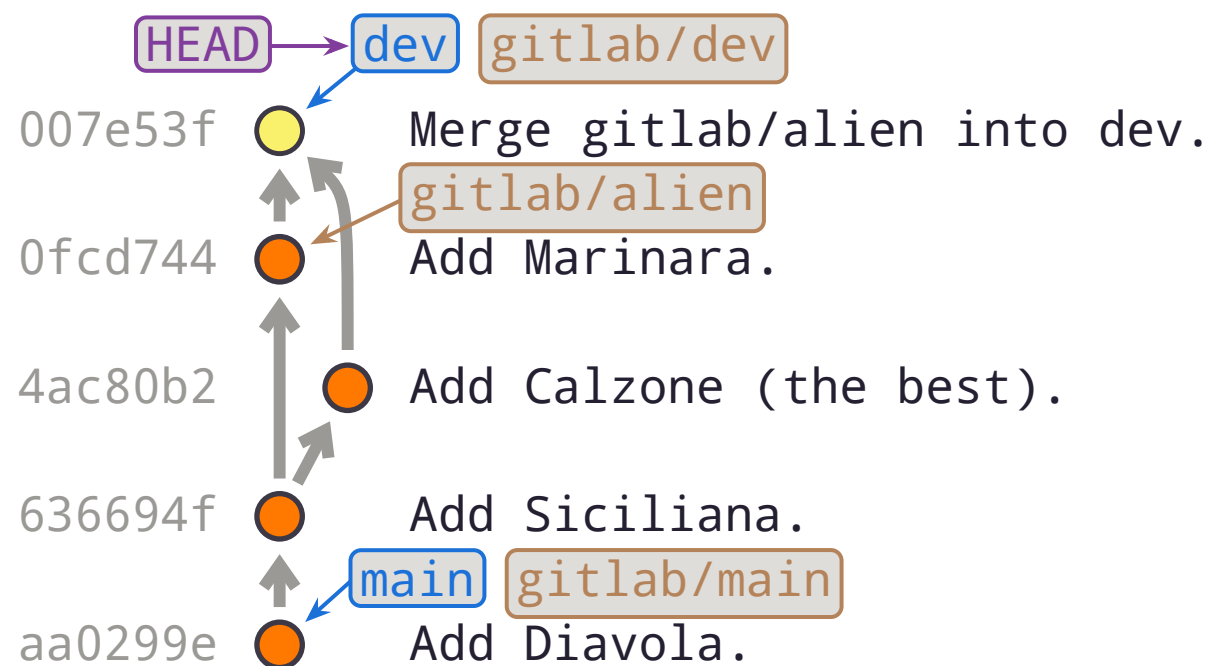 HEAD dev gitlab/dev
007e53f Merge gitlab/alien into dev.
gitlab/alien
0fcd744 Add Marinara.
4ac80b2 Add Calzone (the best).
636694f Add Siciliana.
main gitlab/main
aa0299e Add Diavola.